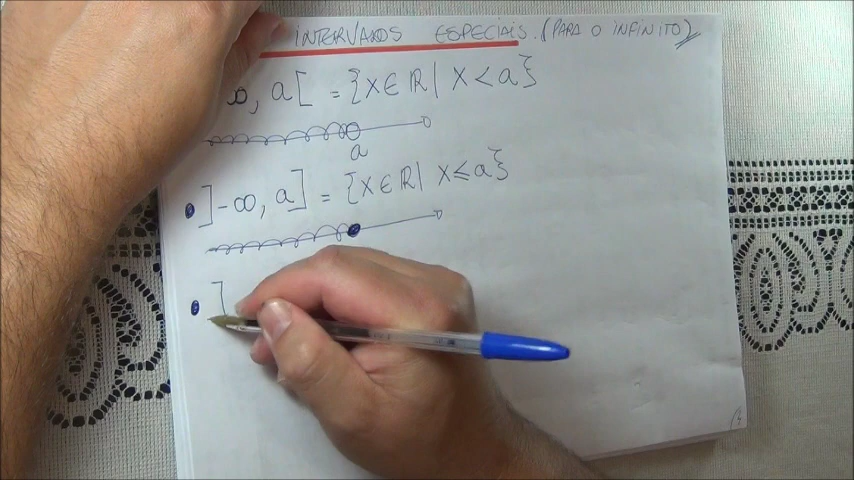 INTERVALOS ESPECIAIS. (PARA O INFINITO)
∞, a[ = {x ∈ ℝ | x < a}
a
• ]-∞, a] = {x ∈ ℝ | x ≤ a}
• ]